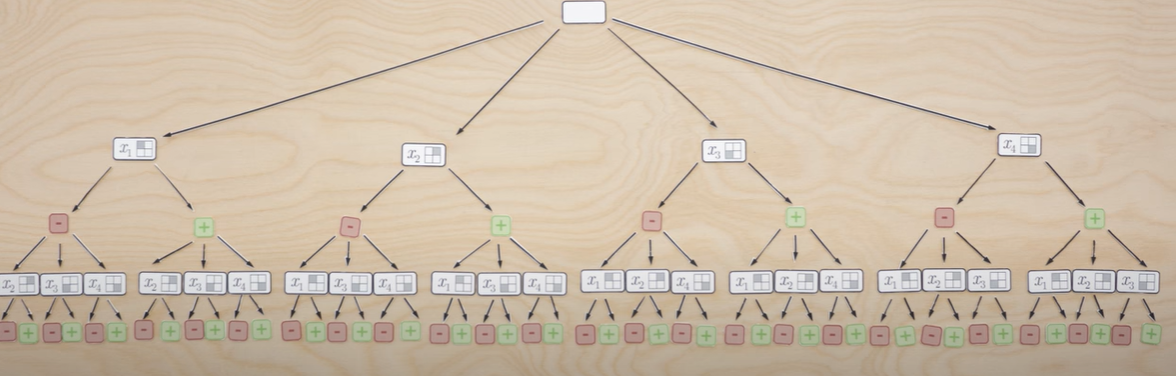 x₁ x₂ x₃ x₄
- + - + - + - +
x₂ x₃ x₄ x₂ x₃ x₄ x₁ x₃ x₄ x₁ x₃ x₄ x₁ x₂ x₄ x₁ x₂ x₄ x₁ x₂ x₃ x₁ x₂ x₃
- + - + - + - + - + - + - + - + - + - + - + - + - + - + - + - + - + - + - + - + - + - + - + - +